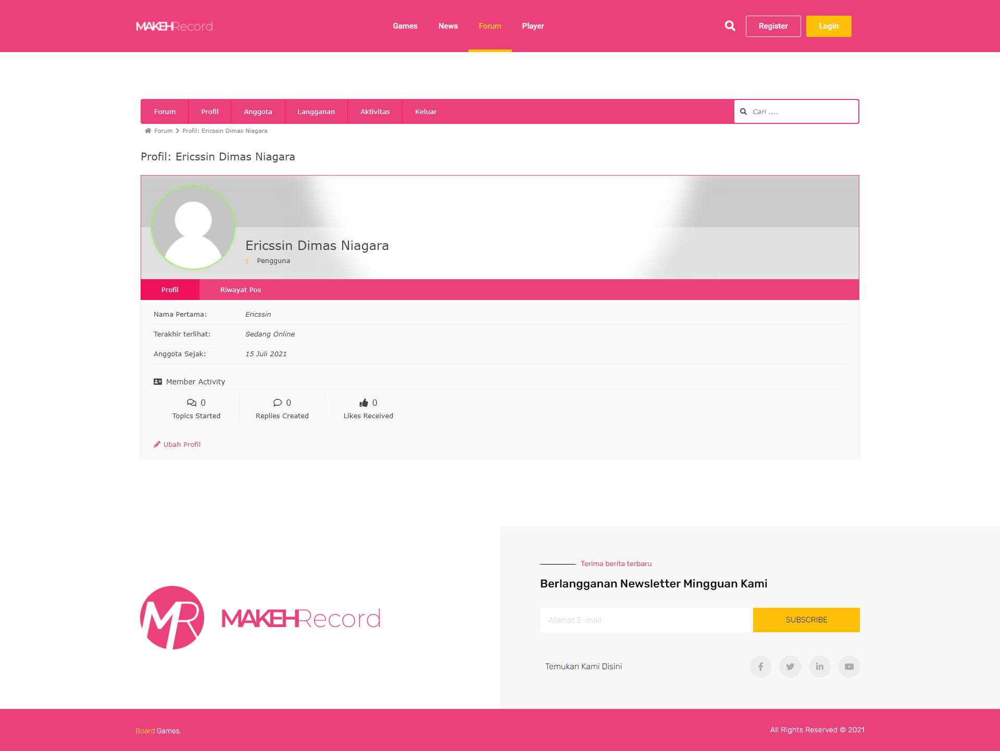 MAKEHRecord
Games News Forum Player
Register Login
Forum Profil Anggota Langganan Aktivitas Keluar
Cari ....
Forum Profil: Ericssin Dimas Niagara
Profil: Ericssin Dimas Niagara
Ericssin Dimas Niagara
Pengguna
Profil Riwayat Pos
Nama Pertama: Ericssin
Terakhir terlihat: Sedang Online
Anggota Sejak: 15 Juli 2021
Member Activity
0 0 0
Topics Started Replies Created Likes Received
Ubah Profil
Terima berita terbaru
Berlangganan Newsletter Mingguan Kami
MR MAKEHRecord
Alamat E-mail SUBSCRIBE
Temukan Kami Disini
Board Games.
All Rights Reserved © 2021